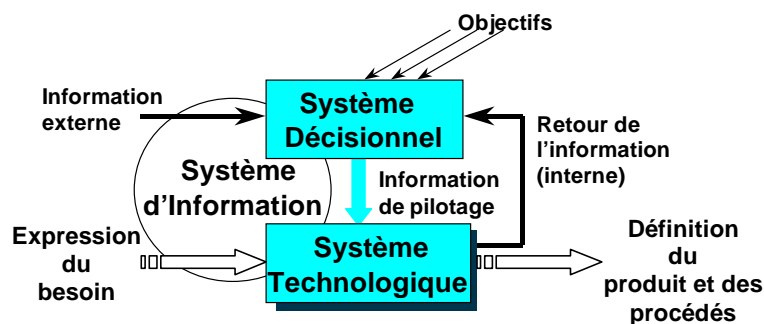 Objectifs
Information
externe
Système
Décisionnel
Retour de
l'information
(interne)
Système
d'Information
Information
de pilotage
Expression
du
besoin
Système
Technologique
Définition
du
produit et des
procédés